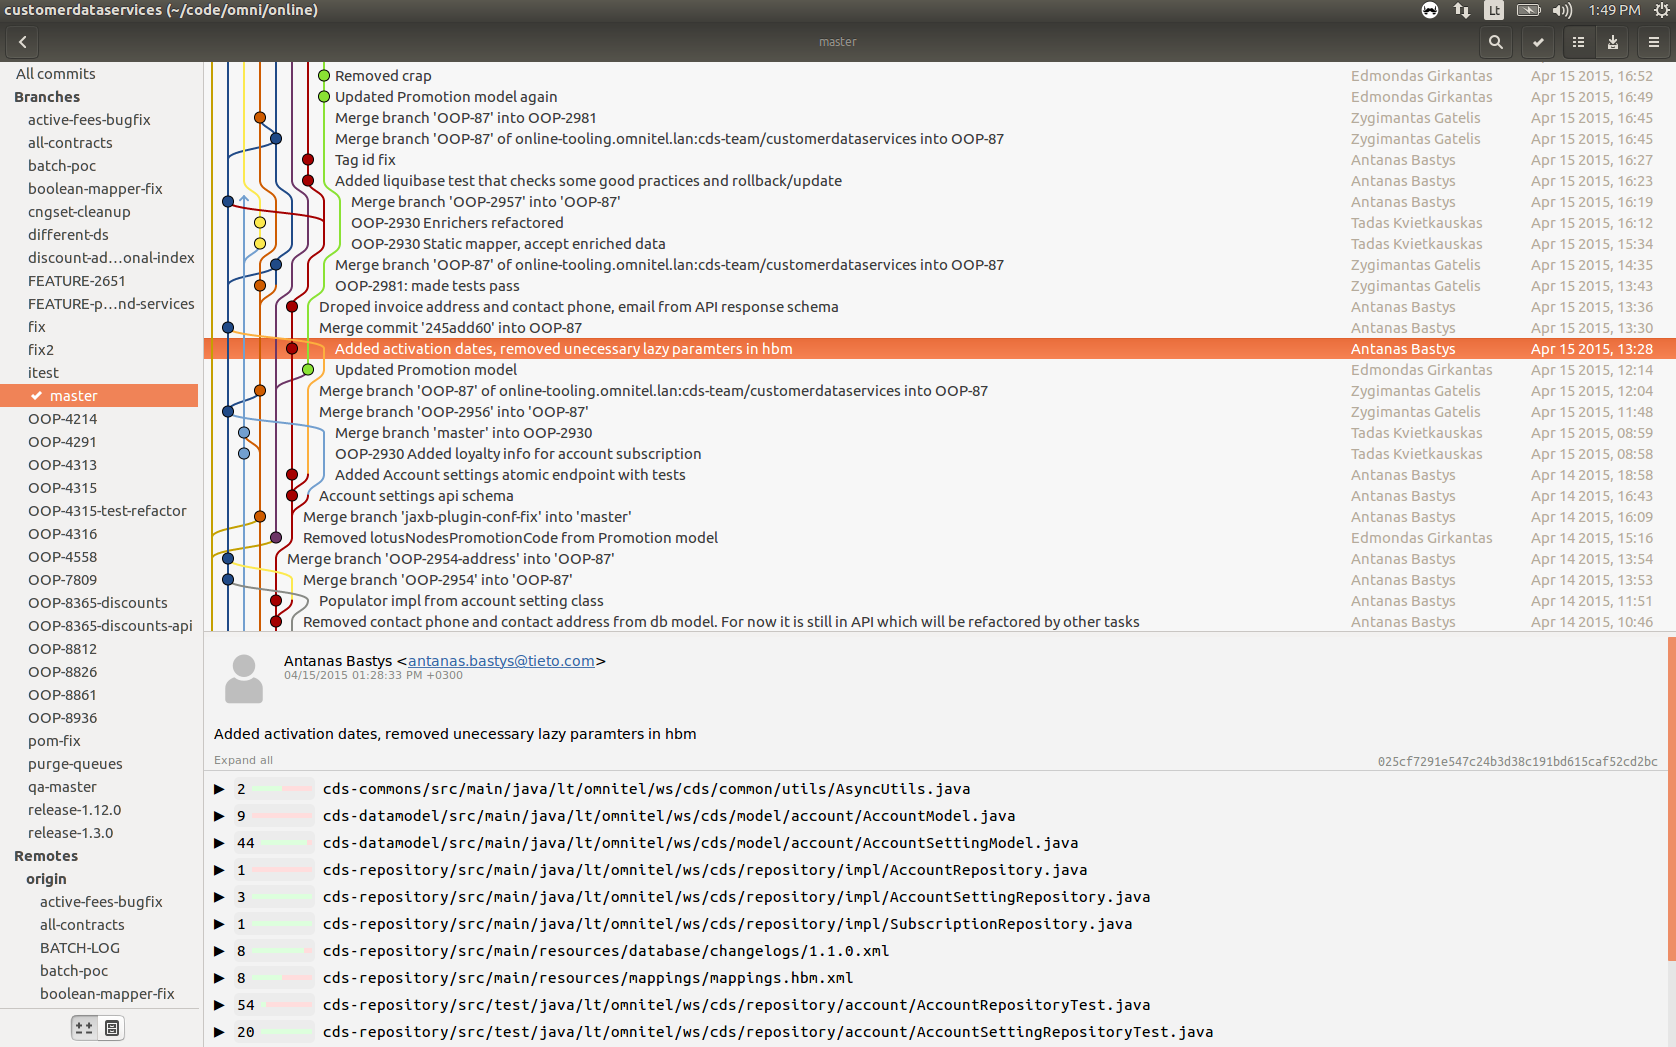 customerdataservices (~/code/omni/online)
Lt
1:49 PM
master
All commits
Branches
active-fees-bugfix
all-contracts
batch-poc
boolean-mapper-fix
cngset-cleanup
different-ds
discount-ad...onal-index
FEATURE-2651
FEATURE-p...nd-services
fix
fix2
itest
master
OOP-4214
OOP-4291
OOP-4313
OOP-4315
OOP-4315-test-refactor
OOP-4316
OOP-4558
OOP-7809
OOP-8365-discounts
OOP-8365-discounts-api
OOP-8812
OOP-8826
OOP-8861
OOP-8936
pom-fix
purge-queues
qa-master
release-1.12.0
release-1.3.0
Remotes
origin
active-fees-bugfix
all-contracts
BATCH-LOG
batch-poc
boolean-mapper-fix
Removed crap Edmondas Girkantas Apr 15 2015, 16:52
Updated Promotion model again Edmondas Girkantas Apr 15 2015, 16:49
Merge branch 'OOP-87' into OOP-2981 Zygimantas Gatelis Apr 15 2015, 16:45
Merge branch 'OOP-87' of online-tooling.omnitel.lan:cds-team/customerdataservices into OOP-87 Zygimantas Gatelis Apr 15 2015, 16:45
Tag id fix Antanas Bastys Apr 15 2015, 16:27
Added liquibase test that checks some good practices and rollback/update Antanas Bastys Apr 15 2015, 16:23
Merge branch 'OOP-2957' into 'OOP-87' Antanas Bastys Apr 15 2015, 16:19
OOP-2930 Enrichers refactored Tadas Kvietkauskas Apr 15 2015, 16:12
OOP-2930 Static mapper, accept enriched data Tadas Kvietkauskas Apr 15 2015, 15:34
Merge branch 'OOP-87' of online-tooling.omnitel.lan:cds-team/customerdataservices into OOP-87 Zygimantas Gatelis Apr 15 2015, 14:35
OOP-2981: made tests pass Zygimantas Gatelis Apr 15 2015, 13:43
Droped invoice address and contact phone, email from API response schema Antanas Bastys Apr 15 2015, 13:36
Merge commit '245add60' into OOP-87 Antanas Bastys Apr 15 2015, 13:30
Added activation dates, removed unecessary lazy paramters in hbm Antanas Bastys Apr 15 2015, 13:28
Updated Promotion model Edmondas Girkantas Apr 15 2015, 12:14
Merge branch 'OOP-87' of online-tooling.omnitel.lan:cds-team/customerdataservices into OOP-87 Zygimantas Gatelis Apr 15 2015, 12:04
Merge branch 'OOP-2956' into 'OOP-87' Zygimantas Gatelis Apr 15 2015, 11:48
Merge branch 'master' into OOP-2930 Tadas Kvietkauskas Apr 15 2015, 08:59
OOP-2930 Added loyalty info for account subscription Tadas Kvietkauskas Apr 15 2015, 08:58
Added Account settings atomic endpoint with tests Antanas Bastys Apr 14 2015, 18:58
Account settings api schema Antanas Bastys Apr 14 2015, 16:43
Merge branch 'jaxb-plugin-conf-fix' into 'master' Antanas Bastys Apr 14 2015, 16:09
Removed lotusNodesPromotionCode from Promotion model Edmondas Girkantas Apr 14 2015, 15:16
Merge branch 'OOP-2954-address' into 'OOP-87' Antanas Bastys Apr 14 2015, 13:54
Merge branch 'OOP-2954' into 'OOP-87' Antanas Bastys Apr 14 2015, 13:53
Populator impl from account setting class Antanas Bastys Apr 14 2015, 11:51
Removed contact phone and contact address from db model. For now it is still in API which will be refactored by other tasks Antanas Bastys Apr 14 2015, 10:46
Antanas Bastys <antanas.bastys@tieto.com>
04/15/2015 01:28:33 PM +0300
Added activation dates, removed unecessary lazy paramters in hbm
Expand all 025cf7291e547c24b3d38c191bd615caf52cd2bc
2 cds-commons/src/main/java/lt/omnitel/ws/cds/common/utils/AsyncUtils.java
9 cds-datamodel/src/main/java/lt/omnitel/ws/cds/model/account/AccountModel.java
44 cds-datamodel/src/main/java/lt/omnitel/ws/cds/model/account/AccountSettingModel.java
1 cds-repository/src/main/java/lt/omnitel/ws/cds/repository/impl/AccountRepository.java
3 cds-repository/src/main/java/lt/omnitel/ws/cds/repository/impl/AccountSettingRepository.java
1 cds-repository/src/main/java/lt/omnitel/ws/cds/repository/impl/SubscriptionRepository.java
8 cds-repository/src/main/resources/database/changelogs/1.1.0.xml
8 cds-repository/src/main/resources/mappings/mappings.hbm.xml
54 cds-repository/src/test/java/lt/omnitel/ws/cds/repository/account/AccountRepositoryTest.java
20 cds-repository/src/test/java/lt/omnitel/ws/cds/repository/account/AccountSettingRepositoryTest.java